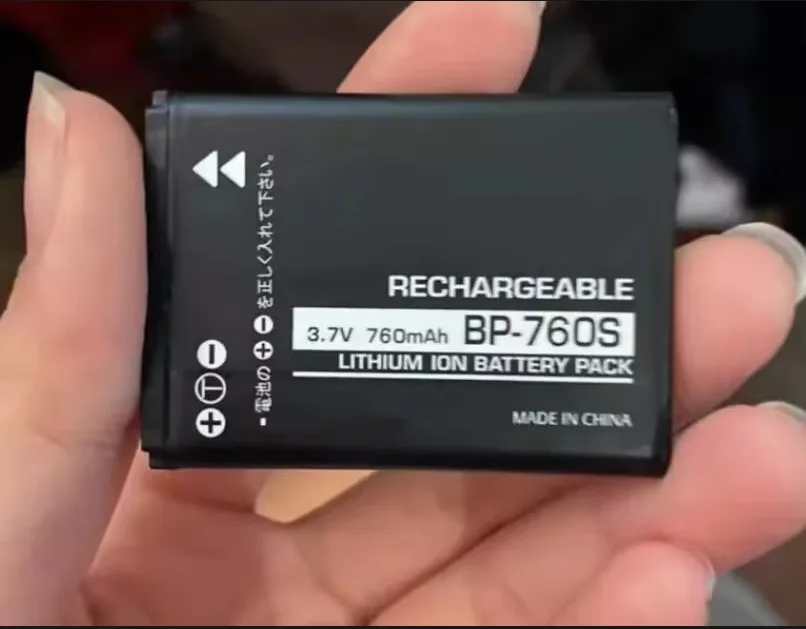 RECHARGEABLE
3.7V 760mAh BP-760S
LITHIUM ION BATTERY PACK
MADE IN CHINA
- 電池の ⊕ ⊖ を正しく入れて下さい。
⊕ Ⓣ ⊖